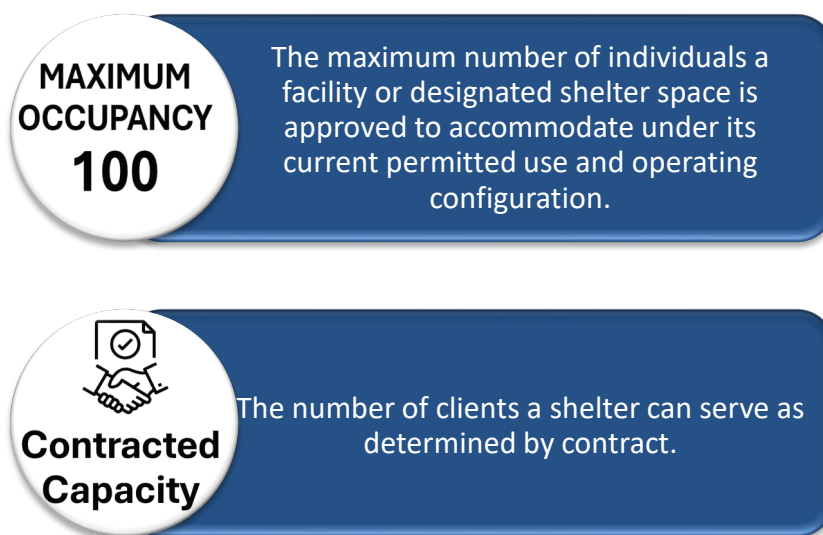 MAXIMUM
OCCUPANCY
100
The maximum number of individuals a
facility or designated shelter space is
approved to accommodate under its
current permitted use and operating
configuration.
Contracted
Capacity
The number of clients a shelter can serve as
determined by contract.